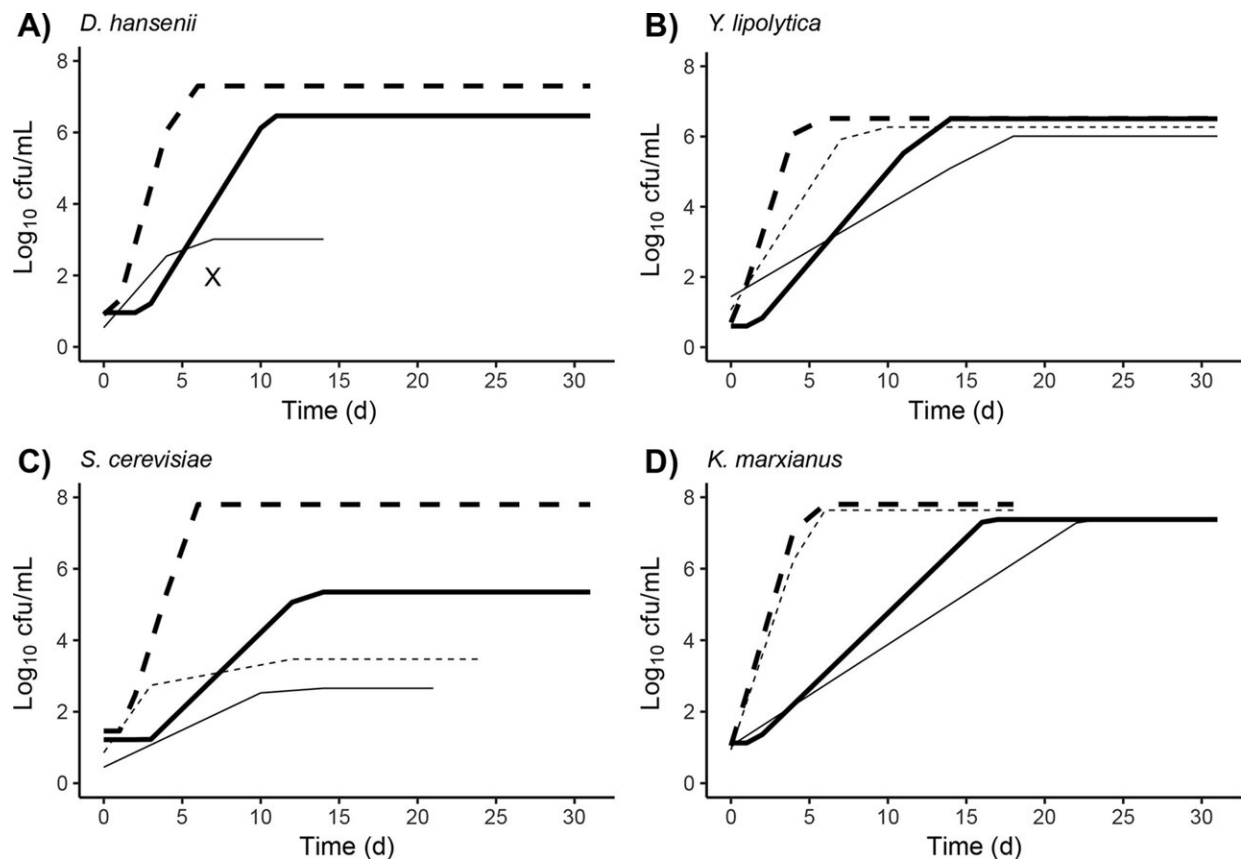 A) D. hansenii
Log10 cfu/mL
8
6
4
2
0
X
0 5 10 15 20 25 30
Time (d)
B) Y. lipolytica
Log10 cfu/mL
8
6
4
2
0
0 5 10 15 20 25 30
Time (d)
C) S. cerevisiae
Log10 cfu/mL
8
6
4
2
0
0 5 10 15 20 25 30
Time (d)
D) K. marxianus
Log10 cfu/mL
8
6
4
2
0
0 5 10 15 20 25 30
Time (d)